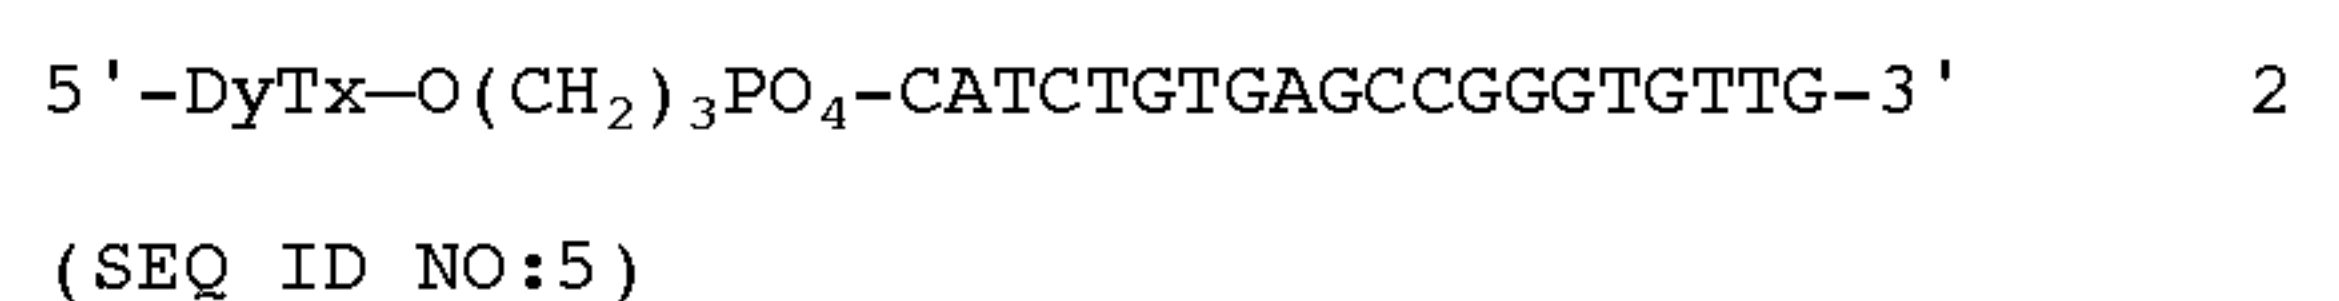 5'-DyTx—O(CH₂)₃PO₄-CATCTGTGAGCCGGGTGTTG-3' 2
(SEQ ID NO:5)